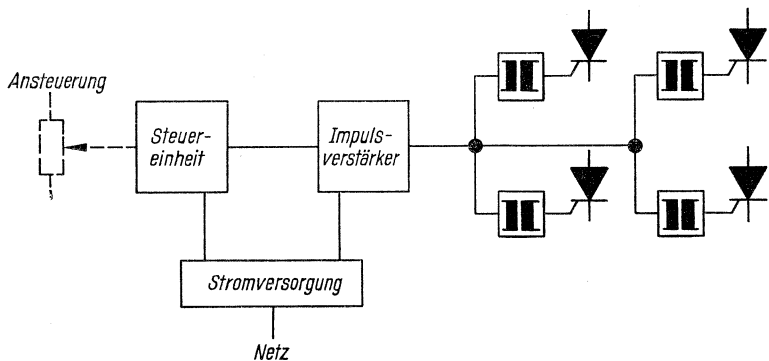 Ansteuerung
Steuer-
einheit
Impuls-
verstärker
Stromversorgung
Netz